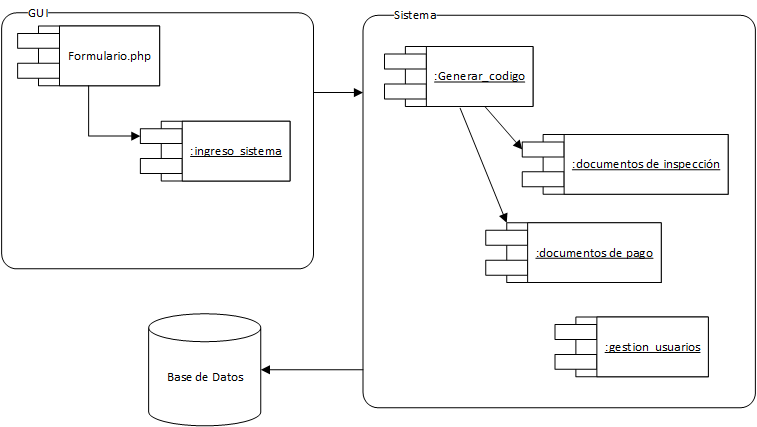 GUI
Formulario.php
:ingreso_sistema
Sistema
:Generar_codigo
:documentos de inspección
:documentos de pago
:gestion_usuarios
Base de Datos